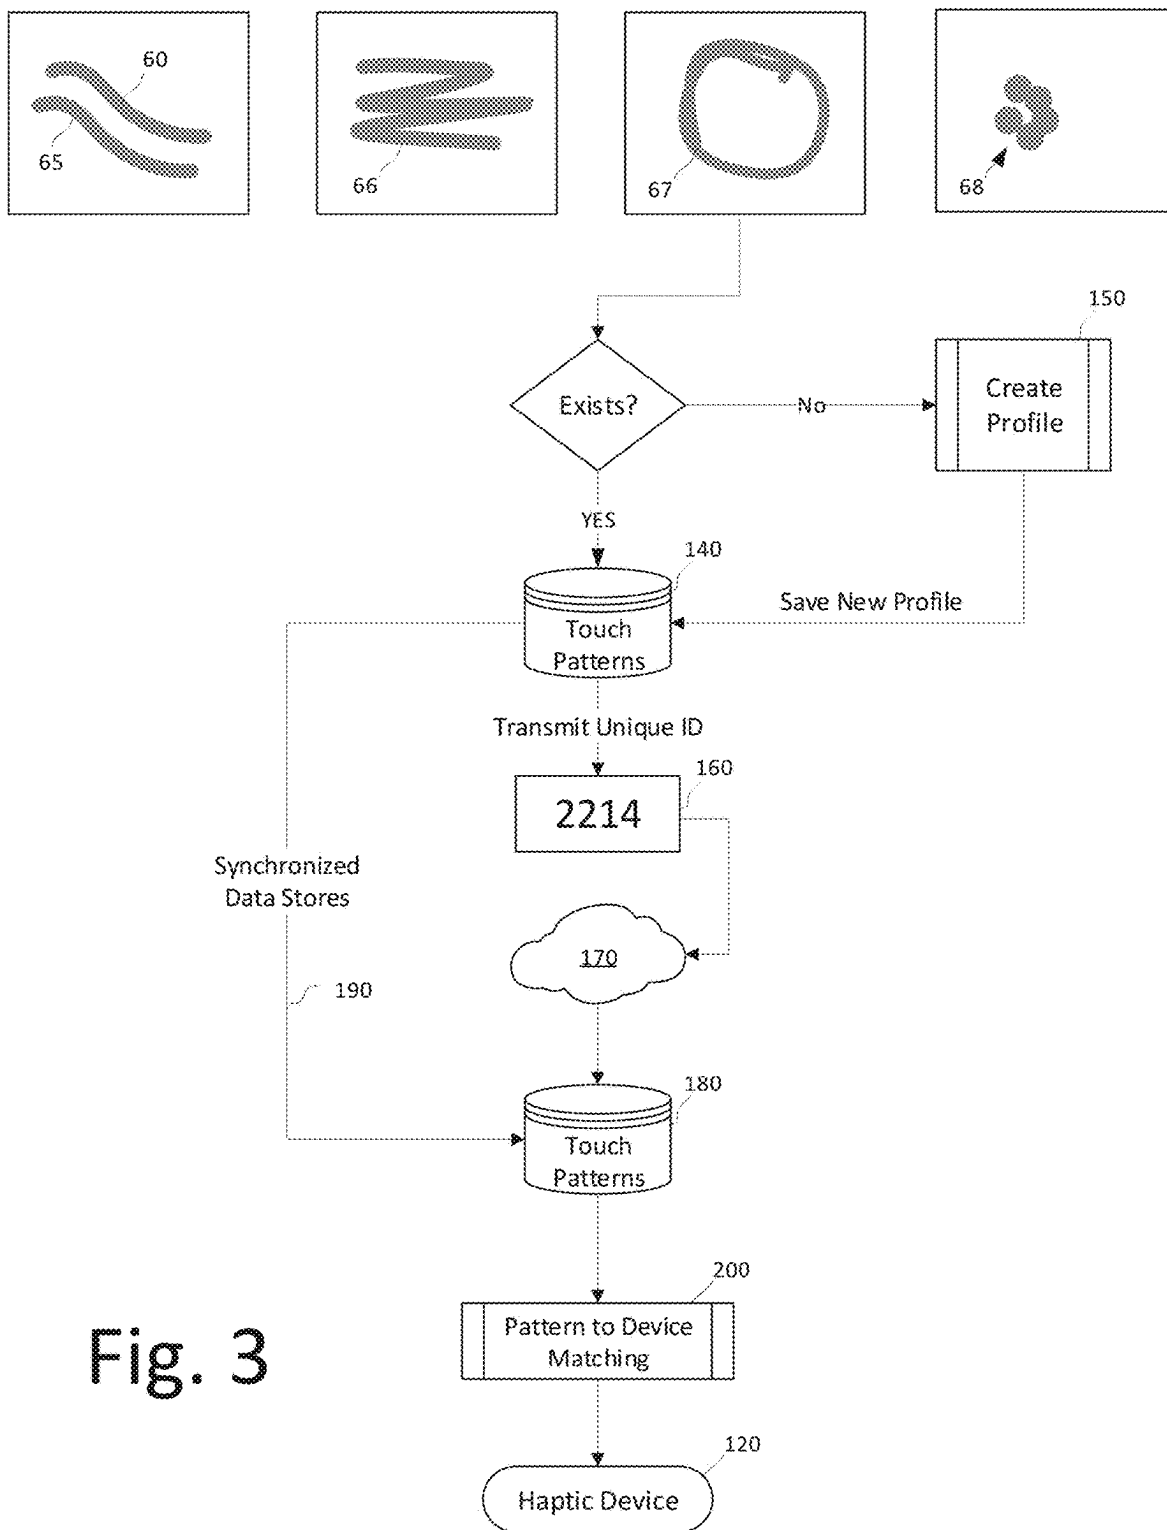 60
65
66
67
68
150
Exists?
No
Create
Profile
YES
140
Save New Profile
Touch
Patterns
Transmit Unique ID
160
2214
Synchronized
Data Stores
170
190
180
Touch
Patterns
200
Pattern to Device
Matching
Fig. 3
120
Haptic Device